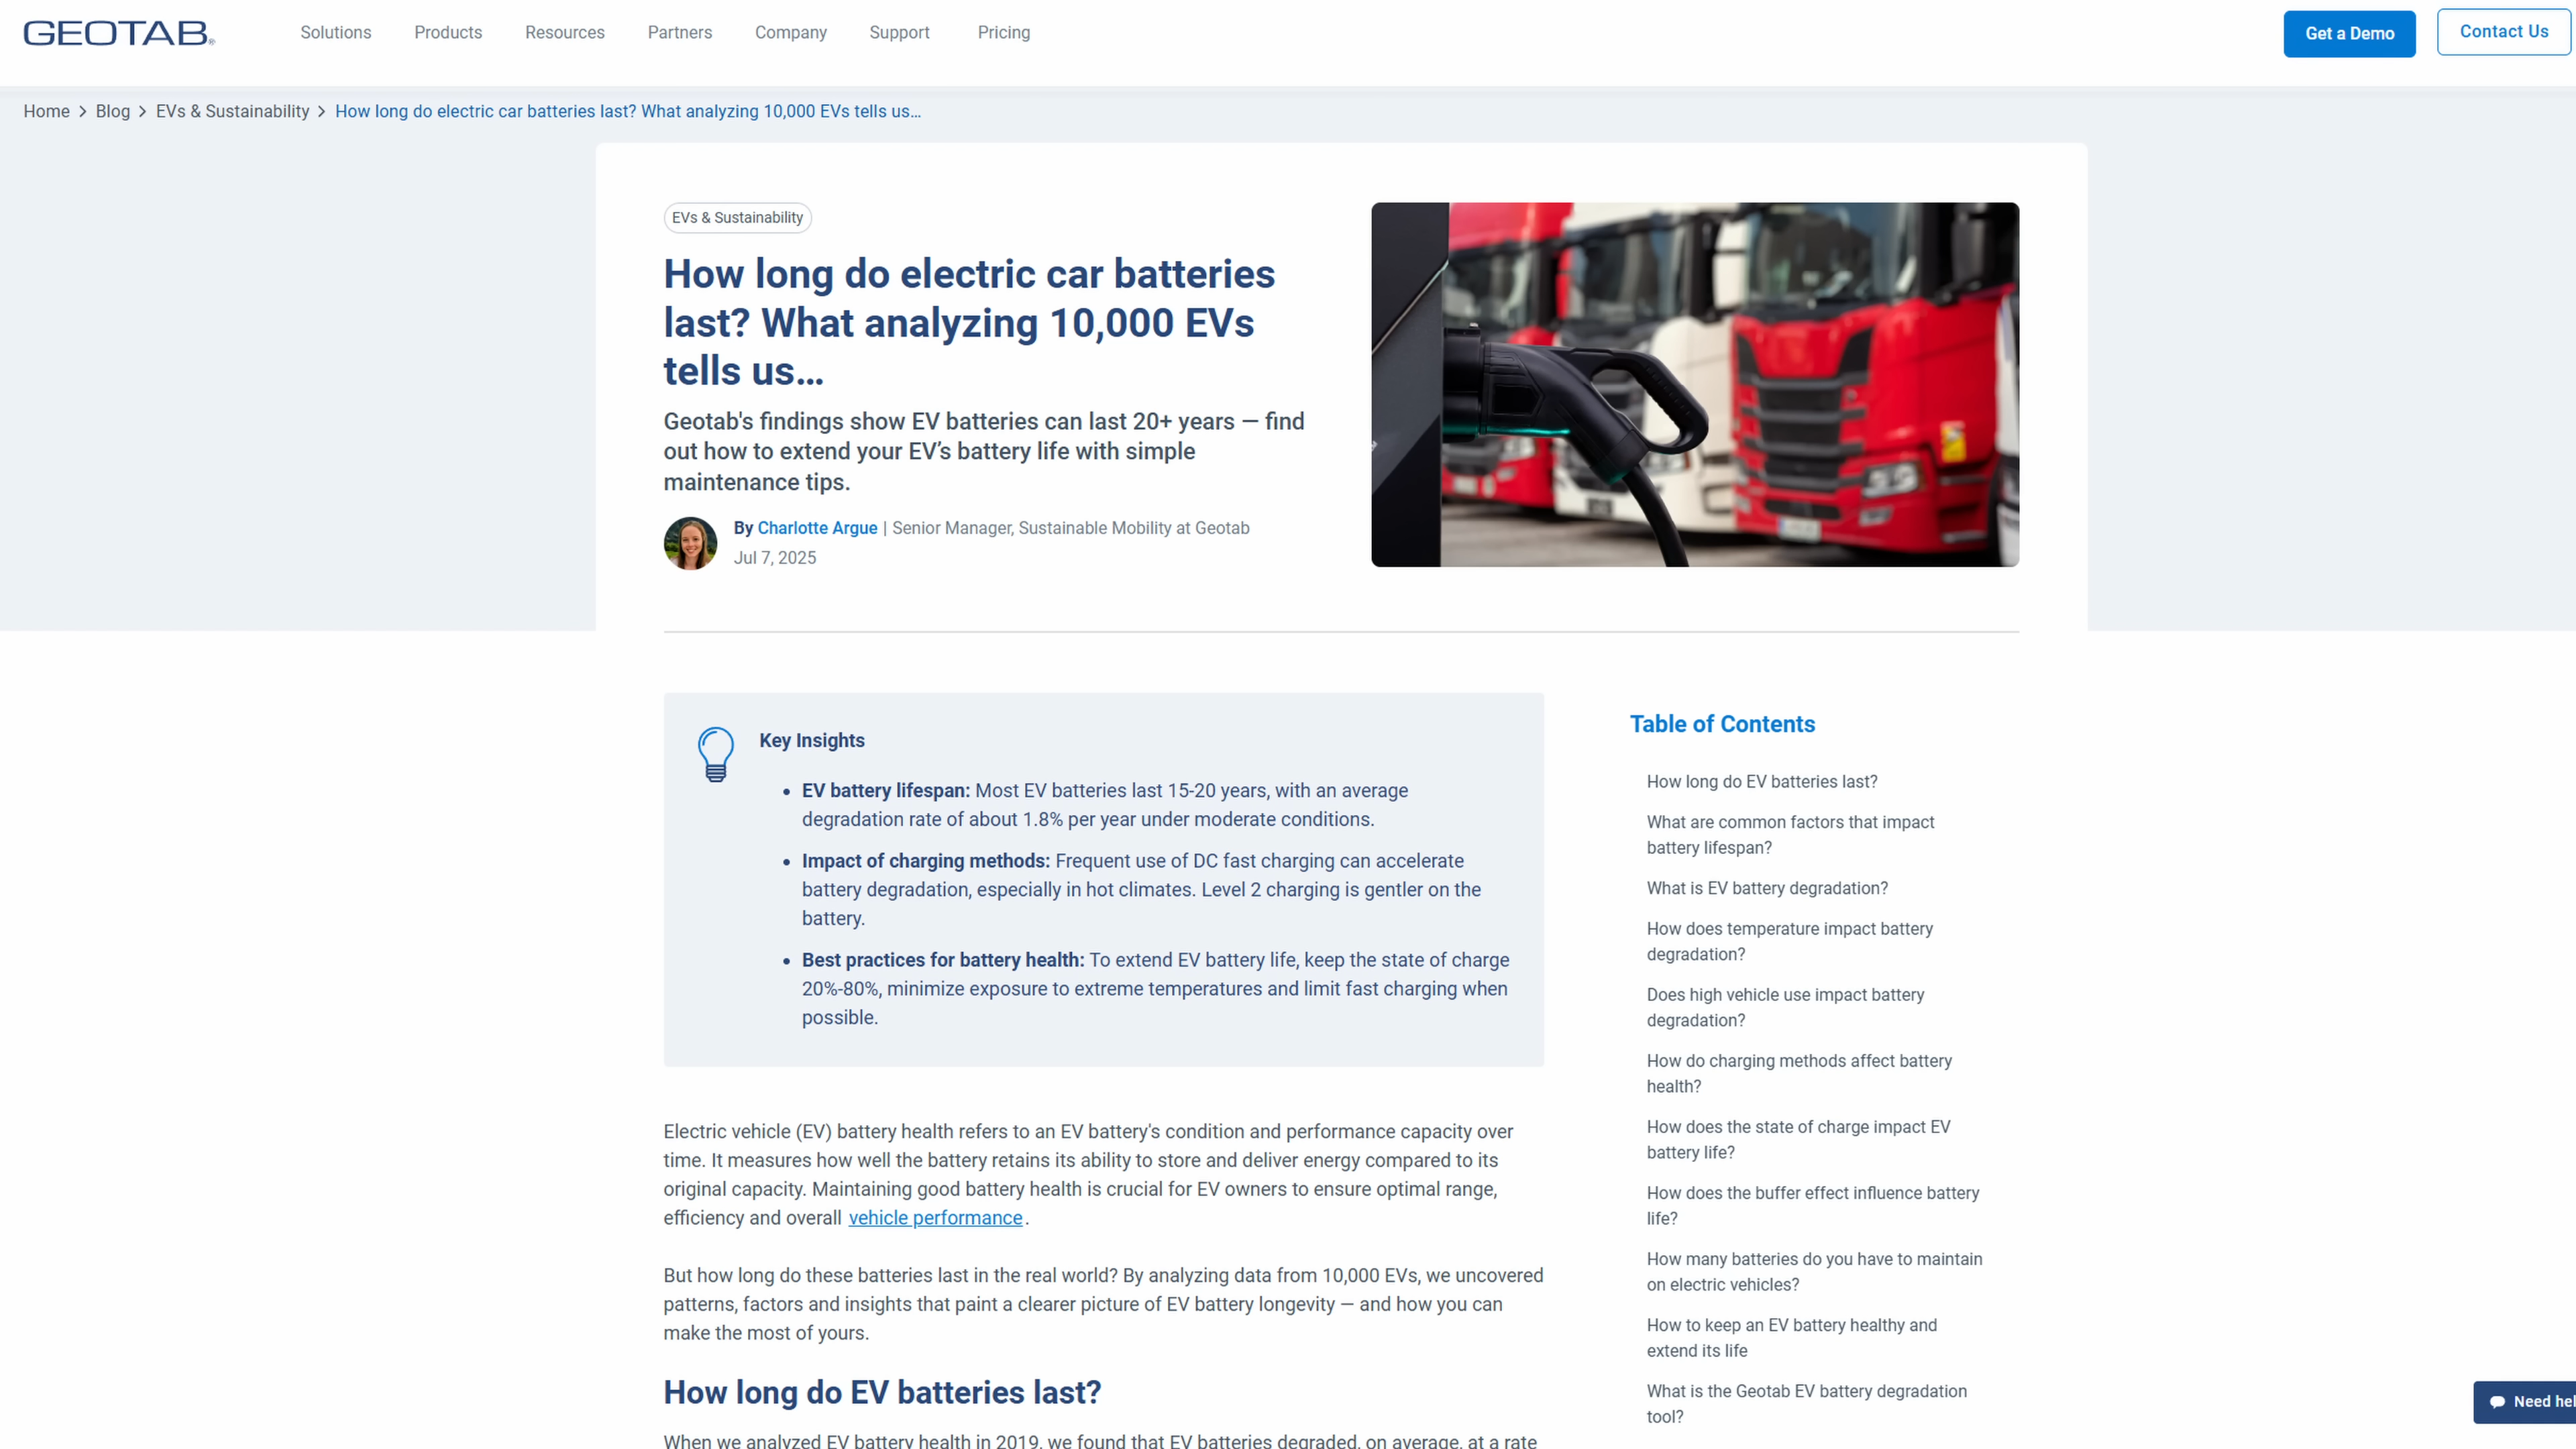 GEOTAB®
Solutions
Products
Resources
Partners
Company
Support
Pricing
Get a Demo
Contact Us
Home > Blog > EVs & Sustainability > How long do electric car batteries last? What analyzing 10,000 EVs tells us…
EVs & Sustainability
How long do electric car batteries
last? What analyzing 10,000 EVs
tells us…
Geotab's findings show EV batteries can last 20+ years — find
out how to extend your EV’s battery life with simple
maintenance tips.
By Charlotte Argue | Senior Manager, Sustainable Mobility at Geotab
Jul 7, 2025
Key Insights
• EV battery lifespan: Most EV batteries last 15-20 years, with an average
degradation rate of about 1.8% per year under moderate conditions.
• Impact of charging methods: Frequent use of DC fast charging can accelerate
battery degradation, especially in hot climates. Level 2 charging is gentler on the
battery.
• Best practices for battery health: To extend EV battery life, keep the state of charge
20%-80%, minimize exposure to extreme temperatures and limit fast charging when
possible.
Electric vehicle (EV) battery health refers to an EV battery's condition and performance capacity over
time. It measures how well the battery retains its ability to store and deliver energy compared to its
original capacity. Maintaining good battery health is crucial for EV owners to ensure optimal range,
efficiency and overall vehicle performance.
But how long do these batteries last in the real world? By analyzing data from 10,000 EVs, we uncovered
patterns, factors and insights that paint a clearer picture of EV battery longevity — and how you can
make the most of yours.
How long do EV batteries last?
When we analyzed EV battery health in 2019, we found that EV batteries degraded, on average, at a rate
Table of Contents
How long do EV batteries last?
What are common factors that impact
battery lifespan?
What is EV battery degradation?
How does temperature impact battery
degradation?
Does high vehicle use impact battery
degradation?
How do charging methods affect battery
health?
How does the state of charge impact EV
battery life?
How does the buffer effect influence battery
life?
How many batteries do you have to maintain
on electric vehicles?
How to keep an EV battery healthy and
extend its life
What is the Geotab EV battery degradation
tool?
Need hel